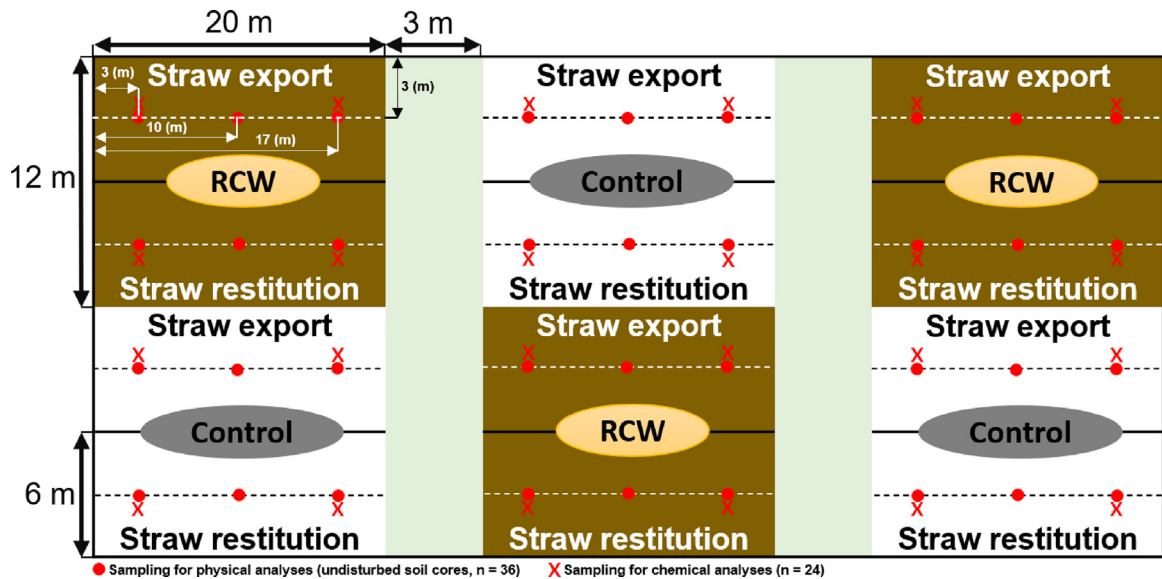 20 m
3 m
3 (m)
Straw export
3 (m)
Straw export
Straw export
X X X X X X
10 (m)
17 (m)
12 m
RCW
Control
RCW
X X X X X X
Straw restitution
Straw restitution
Straw restitution
Straw export
Straw export
Straw export
X X X X X X
Control
RCW
Control
6 m
X X X X X X
Straw restitution
Straw restitution
Straw restitution
Sampling for physical analyses (undisturbed soil cores, n = 36) X Sampling for chemical analyses (n = 24)